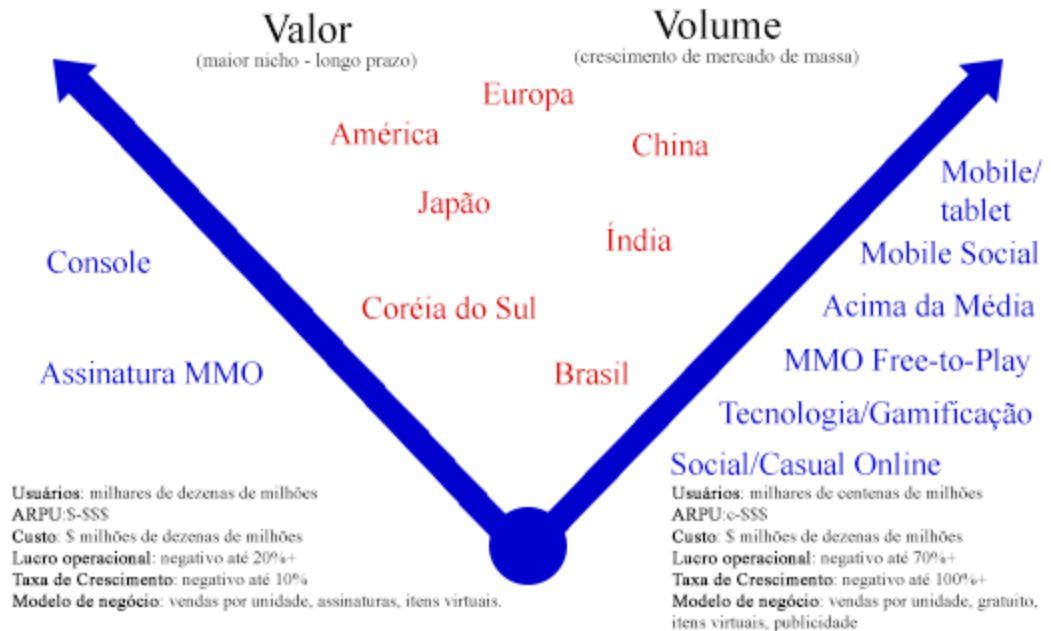 Valor
(maior nicho - longo prazo)
Volume
(crescimento de mercado de massa)
Europa
América
China
Japão
Índia
Coréia do Sul
Brasil
Console
Assinatura MMO
Mobile/
tablet
Mobile Social
Acima da Média
MMO Free-to-Play
Tecnologia/Gamificação
Social/Casual Online
Usuários: milhares de dezenas de milhões
ARPU:$-$$$
Custo: $ milhões de dezenas de milhões
Lucro operacional: negativo até 20%+
Taxa de Crescimento: negativo até 10%
Modelo de negócio: vendas por unidade, assinaturas, itens virtuais.
Usuários: milhares de centenas de milhões
ARPU:c-$$$
Custo: $ milhões de dezenas de milhões
Lucro operacional: negativo até 70%+
Taxa de Crescimento: negativo até 100%+
Modelo de negócio: vendas por unidade, gratuito,
itens virtuais, publicidade